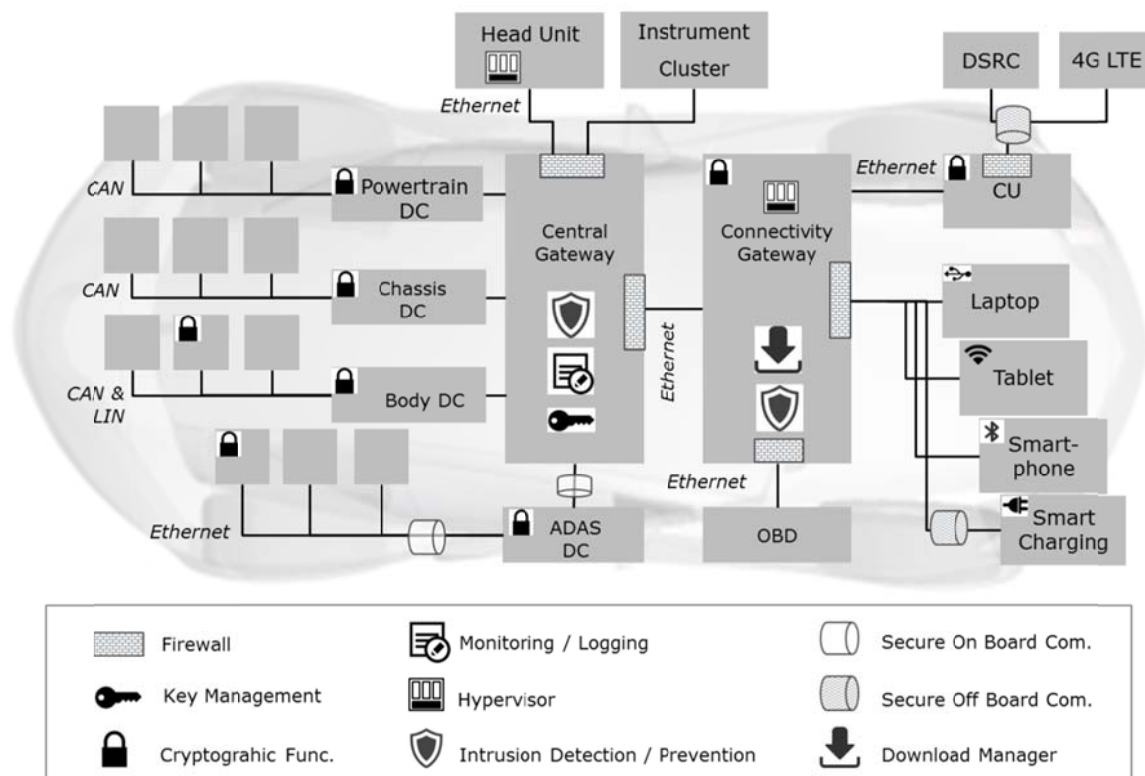 Head Unit
Instrument
Cluster
DSRC
4G LTE
Ethernet
Ethernet
CAN
Powertrain
DC
CU
Central
Gateway
Connectivity
Gateway
CAN
Chassis
DC
Laptop
Ethernet
Tablet
CAN &
LIN
Body DC
Smart-
phone
Ethernet
Ethernet
ADAS
DC
OBD
Smart
Charging
Firewall
Monitoring / Logging
Secure On Board Com.
Key Management
Hypervisor
Secure Off Board Com.
Cryptograhic Func.
Intrusion Detection / Prevention
Download Manager